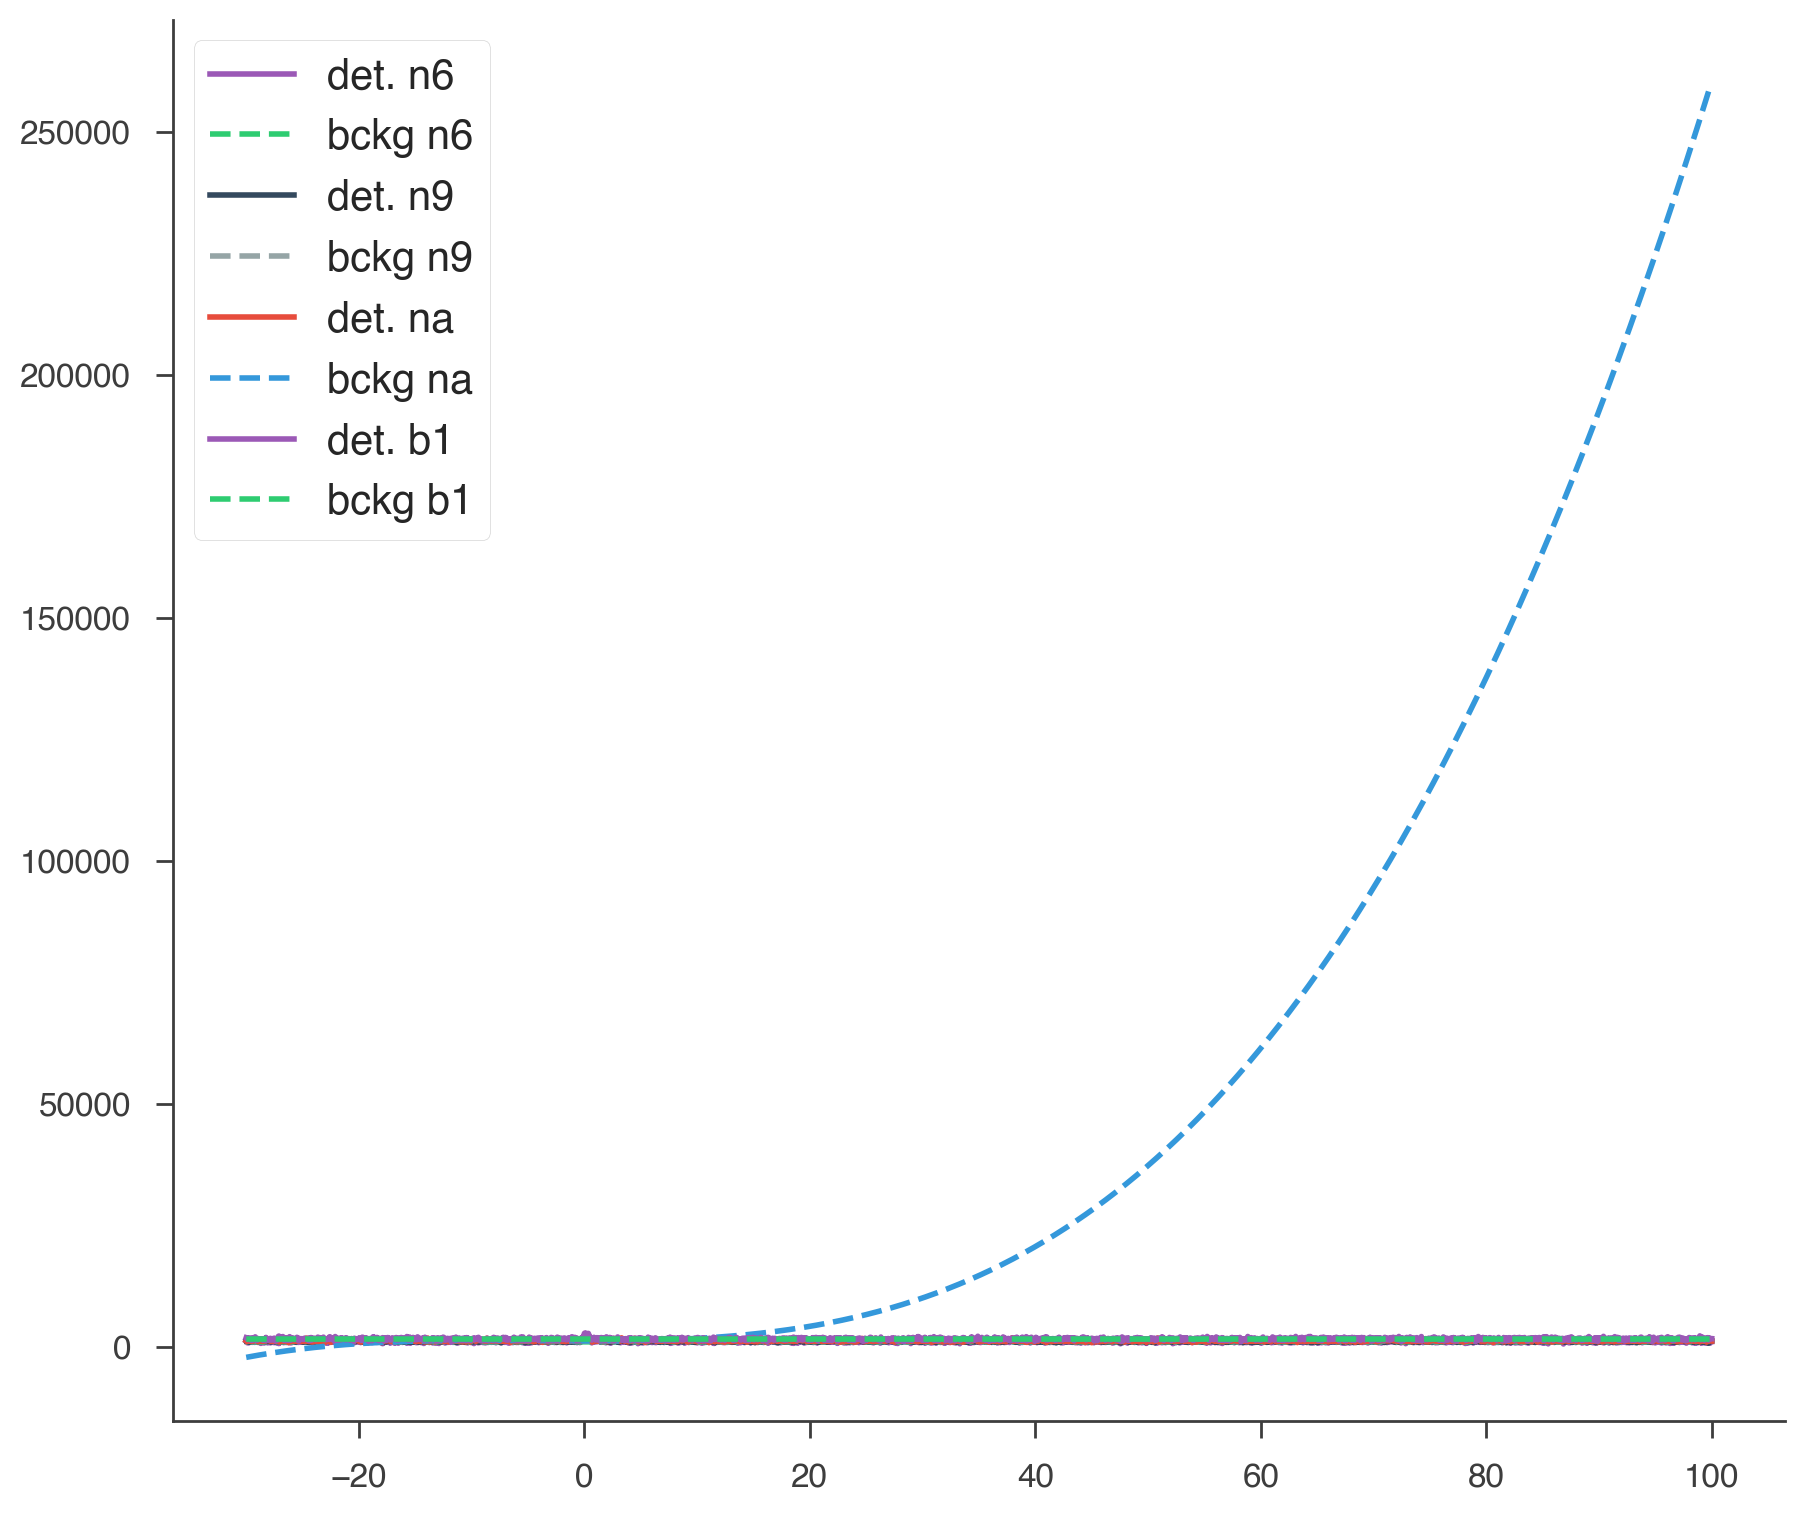 det. n6
bckg n6
det. n9
bckg n9
det. na
bckg na
det. b1
bckg b1
250000
200000
150000
100000
50000
0
−20 0 20 40 60 80 100